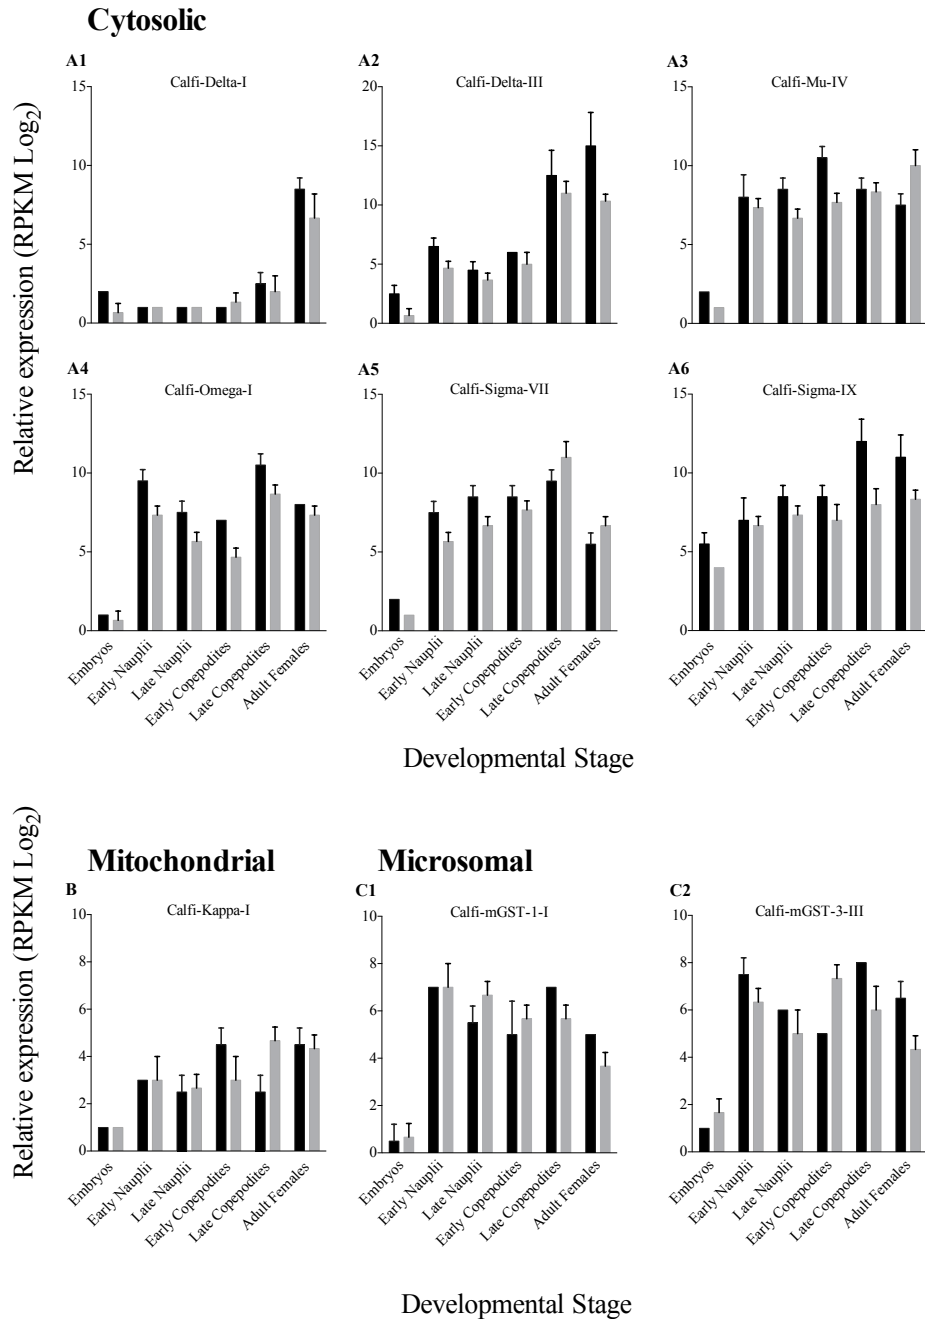 Cytosolic
Relative expression (RPKM Log2)
A1
Calfi-Delta-I
15
10
5
0
A2
Calfi-Delta-III
20
15
10
5
0
A3
Calfi-Mu-IV
15
10
5
0
A4
Calfi-Omega-I
15
10
5
0
Embryos
Early Nauplii
Late Nauplii
Early Copepodites
Late Copepodites
Adult Females
A5
Calfi-Sigma-VII
15
10
5
0
Embryos
Early Nauplii
Late Nauplii
Early Copepodites
Late Copepodites
Adult Females
A6
Calfi-Sigma-IX
15
10
5
0
Embryos
Early Nauplii
Late Nauplii
Early Copepodites
Late Copepodites
Adult Females
Developmental Stage
Relative expression (RPKM Log2)
Mitochondrial
B
Calfi-Kappa-I
10
8
6
4
2
0
Embryos
Early Nauplii
Late Nauplii
Early Copepodites
Late Copepodites
Adult Females
Microsomal
C1
Calfi-mGST-1-I
10
8
6
4
2
0
Embryos
Early Nauplii
Late Nauplii
Early Copepodites
Late Copepodites
Adult Females
C2
Calfi-mGST-3-III
10
8
6
4
2
0
Embryos
Early Nauplii
Late Nauplii
Early Copepodites
Late Copepodites
Adult Females
Developmental Stage